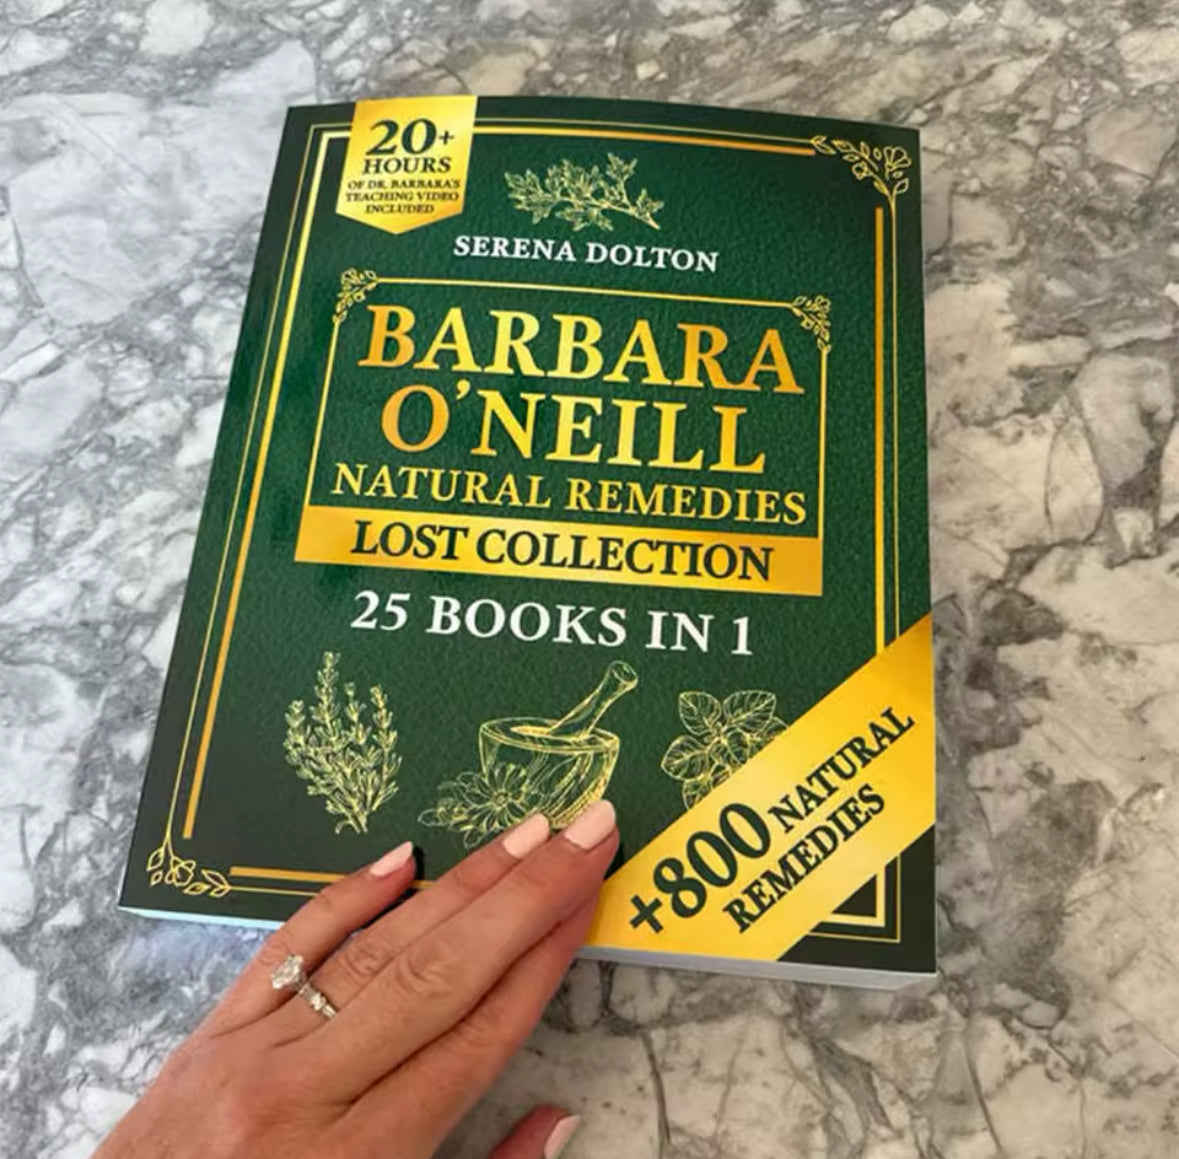 20+
HOURS
OF DR. BARBARA'S
TEACHING VIDEO
INCLUDED
SERENA DOLTON
BARBARA
O'NEILL
NATURAL REMEDIES
LOST COLLECTION
25 BOOKS IN 1
+800 NATURAL
REMEDIES